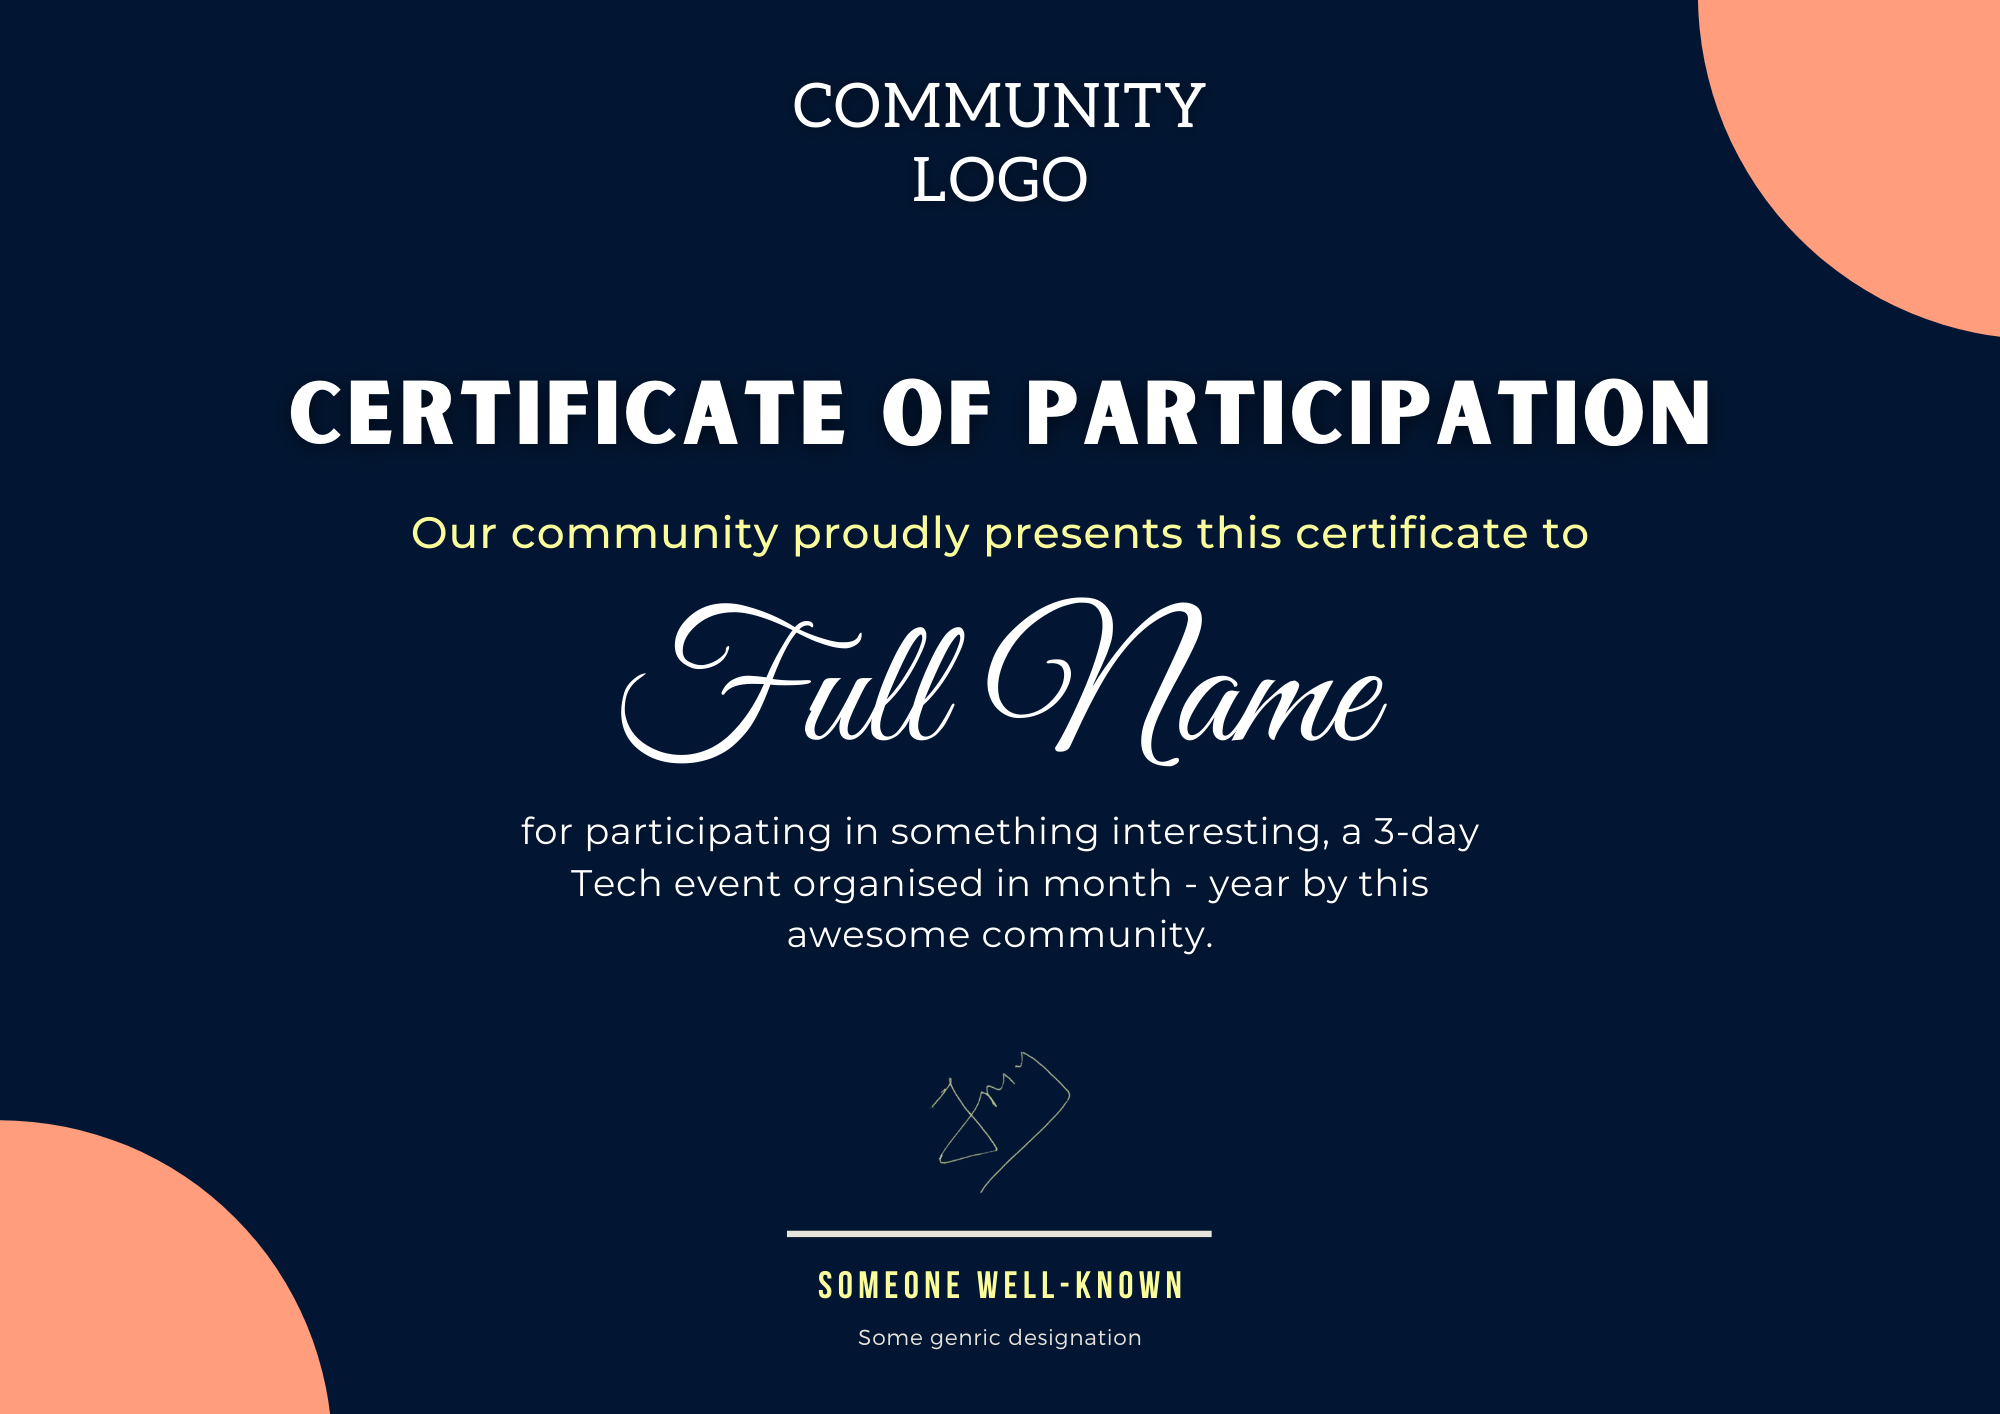 COMMUNITY
LOGO
CERTIFICATE OF PARTICIPATION
Our community proudly presents this certificate to
Full Name
for participating in something interesting, a 3-day
Tech event organised in month - year by this
awesome community.
SOMEONE WELL-KNOWN
Some genric designation